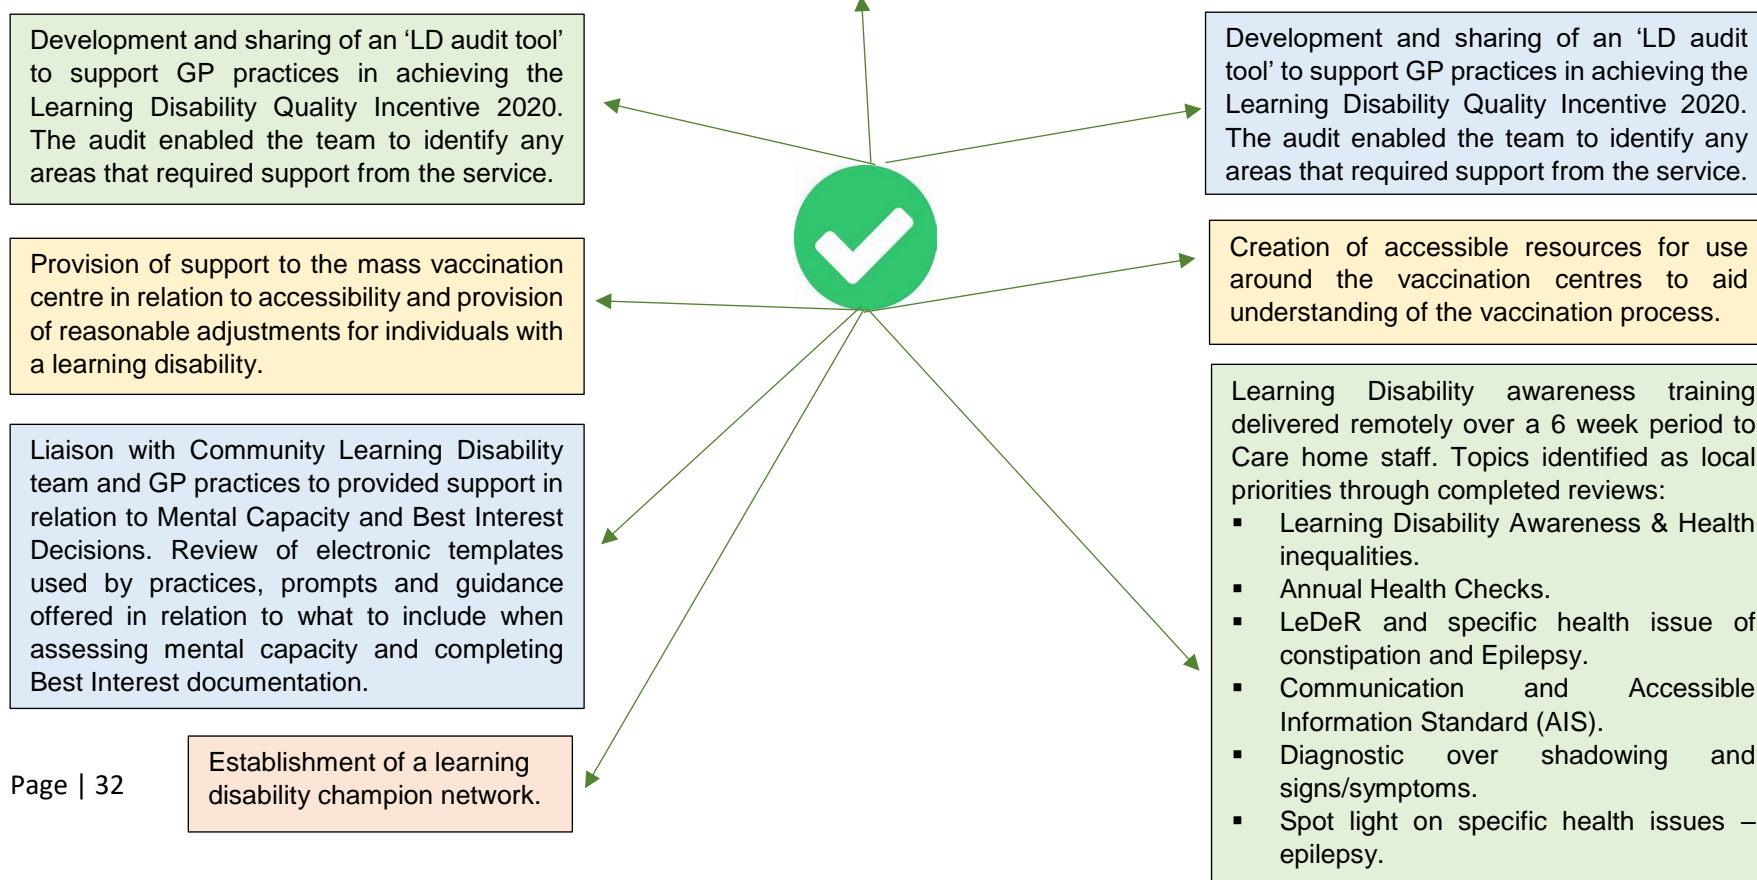 Development and sharing of an ‘LD audit tool’
to support GP practices in achieving the
Learning Disability Quality Incentive 2020.
The audit enabled the team to identify any
areas that required support from the service.
Provision of support to the mass vaccination
centre in relation to accessibility and provision
of reasonable adjustments for individuals with
a learning disability.
Liaison with Community Learning Disability
team and GP practices to provided support in
relation to Mental Capacity and Best Interest
Decisions. Review of electronic templates
used by practices, prompts and guidance
offered in relation to what to include when
assessing mental capacity and completing
Best Interest documentation.
Establishment of a learning
disability champion network.
Page | 32
Development and sharing of an ‘LD audit
tool’ to support GP practices in achieving the
Learning Disability Quality Incentive 2020.
The audit enabled the team to identify any
areas that required support from the service.
Creation of accessible resources for use
around the vaccination centres to aid
understanding of the vaccination process.
Learning Disability awareness training
delivered remotely over a 6 week period to
Care home staff. Topics identified as local
priorities through completed reviews:
▪ Learning Disability Awareness & Health
inequalities.
▪ Annual Health Checks.
▪ LeDeR and specific health issue of
constipation and Epilepsy.
▪ Communication and Accessible
Information Standard (AIS).
▪ Diagnostic over shadowing and
signs/symptoms.
▪ Spot light on specific health issues –
epilepsy.